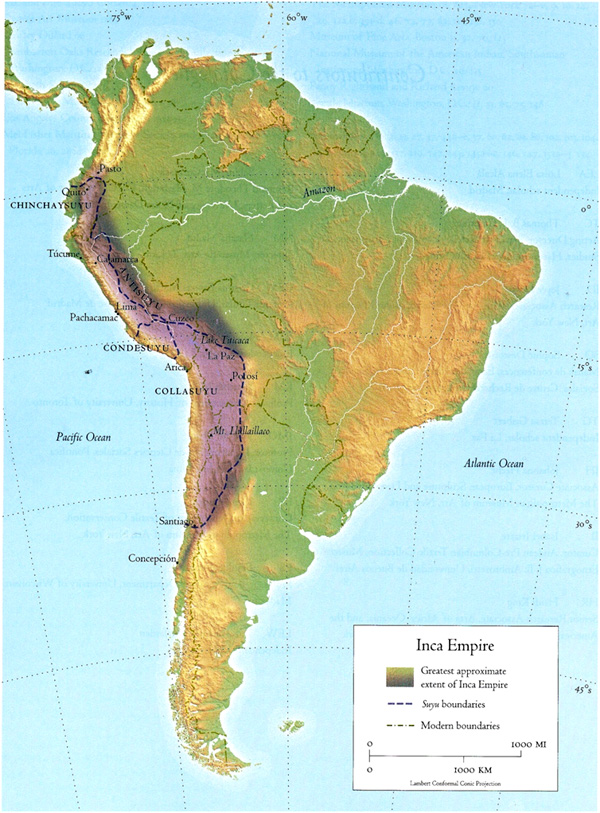 75°w
60°w
45°w
Pasto
Quito
CHINCHAYSUYU
Amazon
0°
Túcume
Cajamarca
ANTISUYU
Lima
Pachacamac
Cuzco
CONDESUYU
Lake Titicaca
La Paz
Arica
Potosí
15°s
COLLASUYU
Pacific Ocean
Mt. Llullaillaco
Atlantic Ocean
Santiago
30°s
Concepción
Inca Empire
Greatest approximate
extent of Inca Empire
Suyu boundaries
Modern boundaries
45°s
0 1000 MI
0 1000 KM
Lambert Conformal Conic Projection